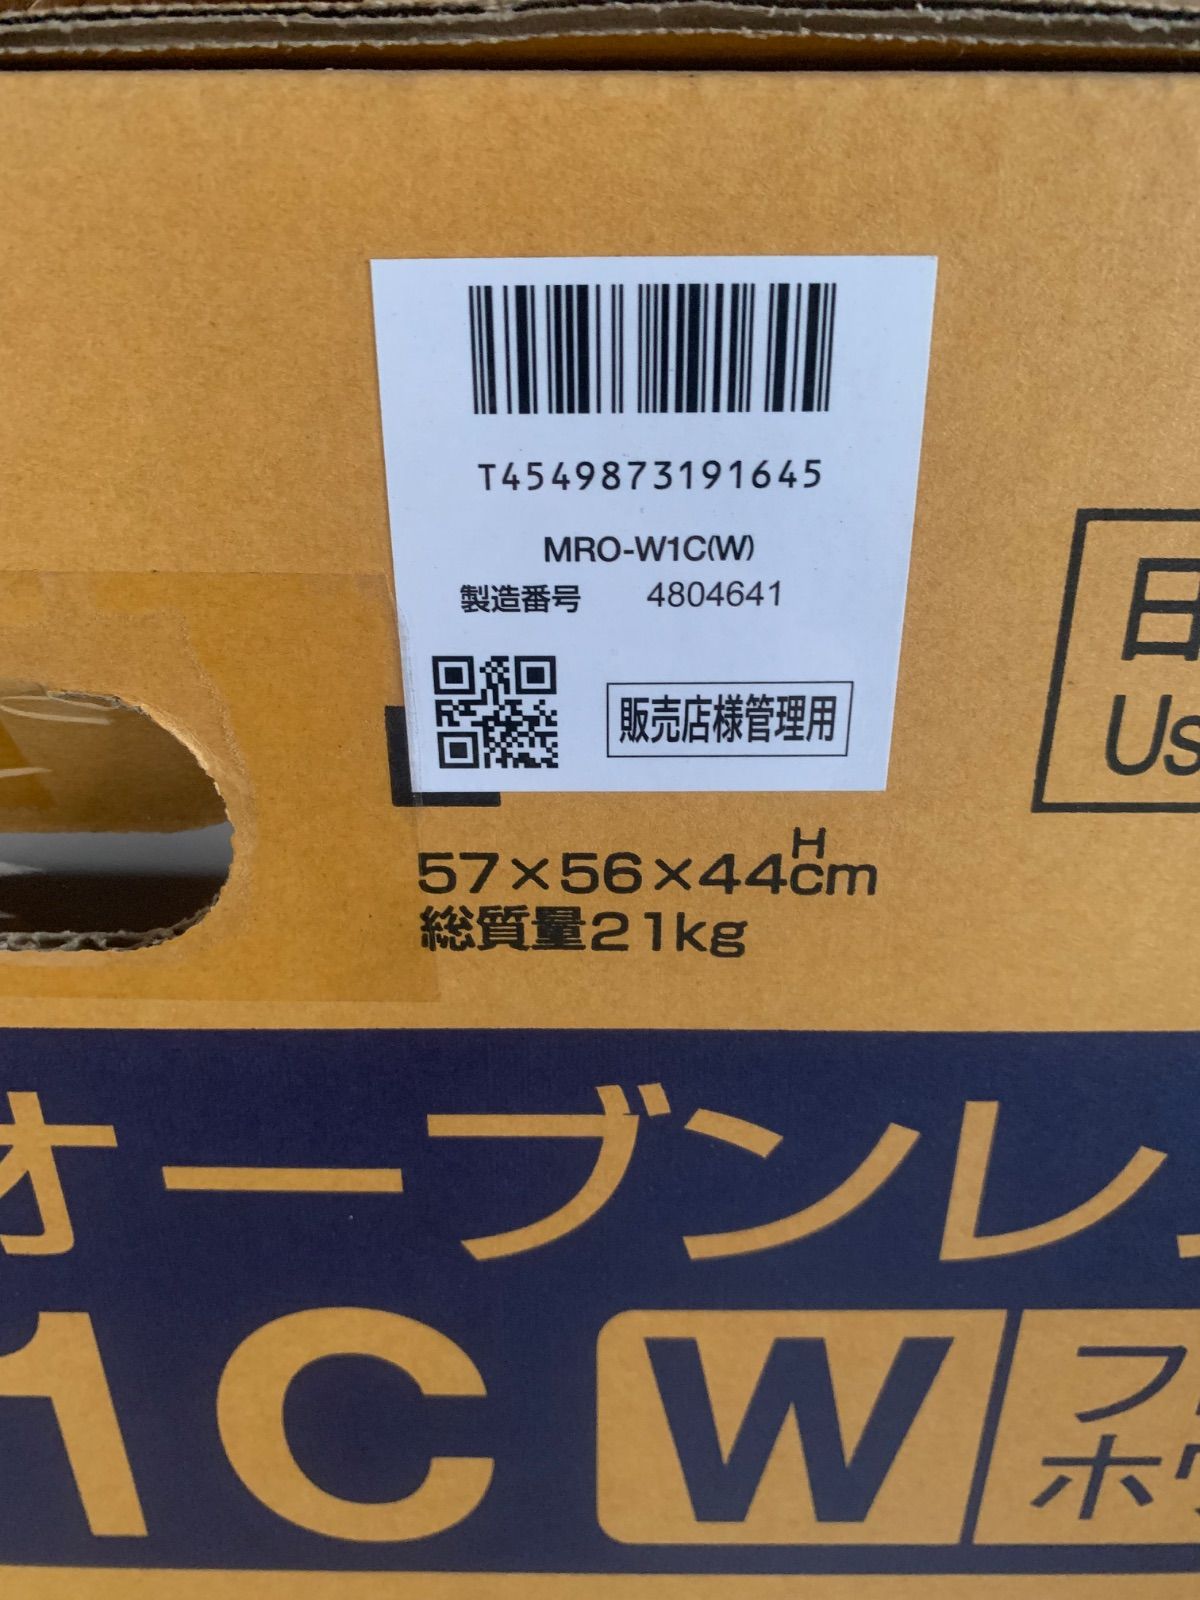 T4549873191645
MRO-W1C(W)
製造番号 4804641
販売店様管理用
日
Us
57×56×44cm
H
総質量21kg
オーブンレ
1C W
フ
ホワ